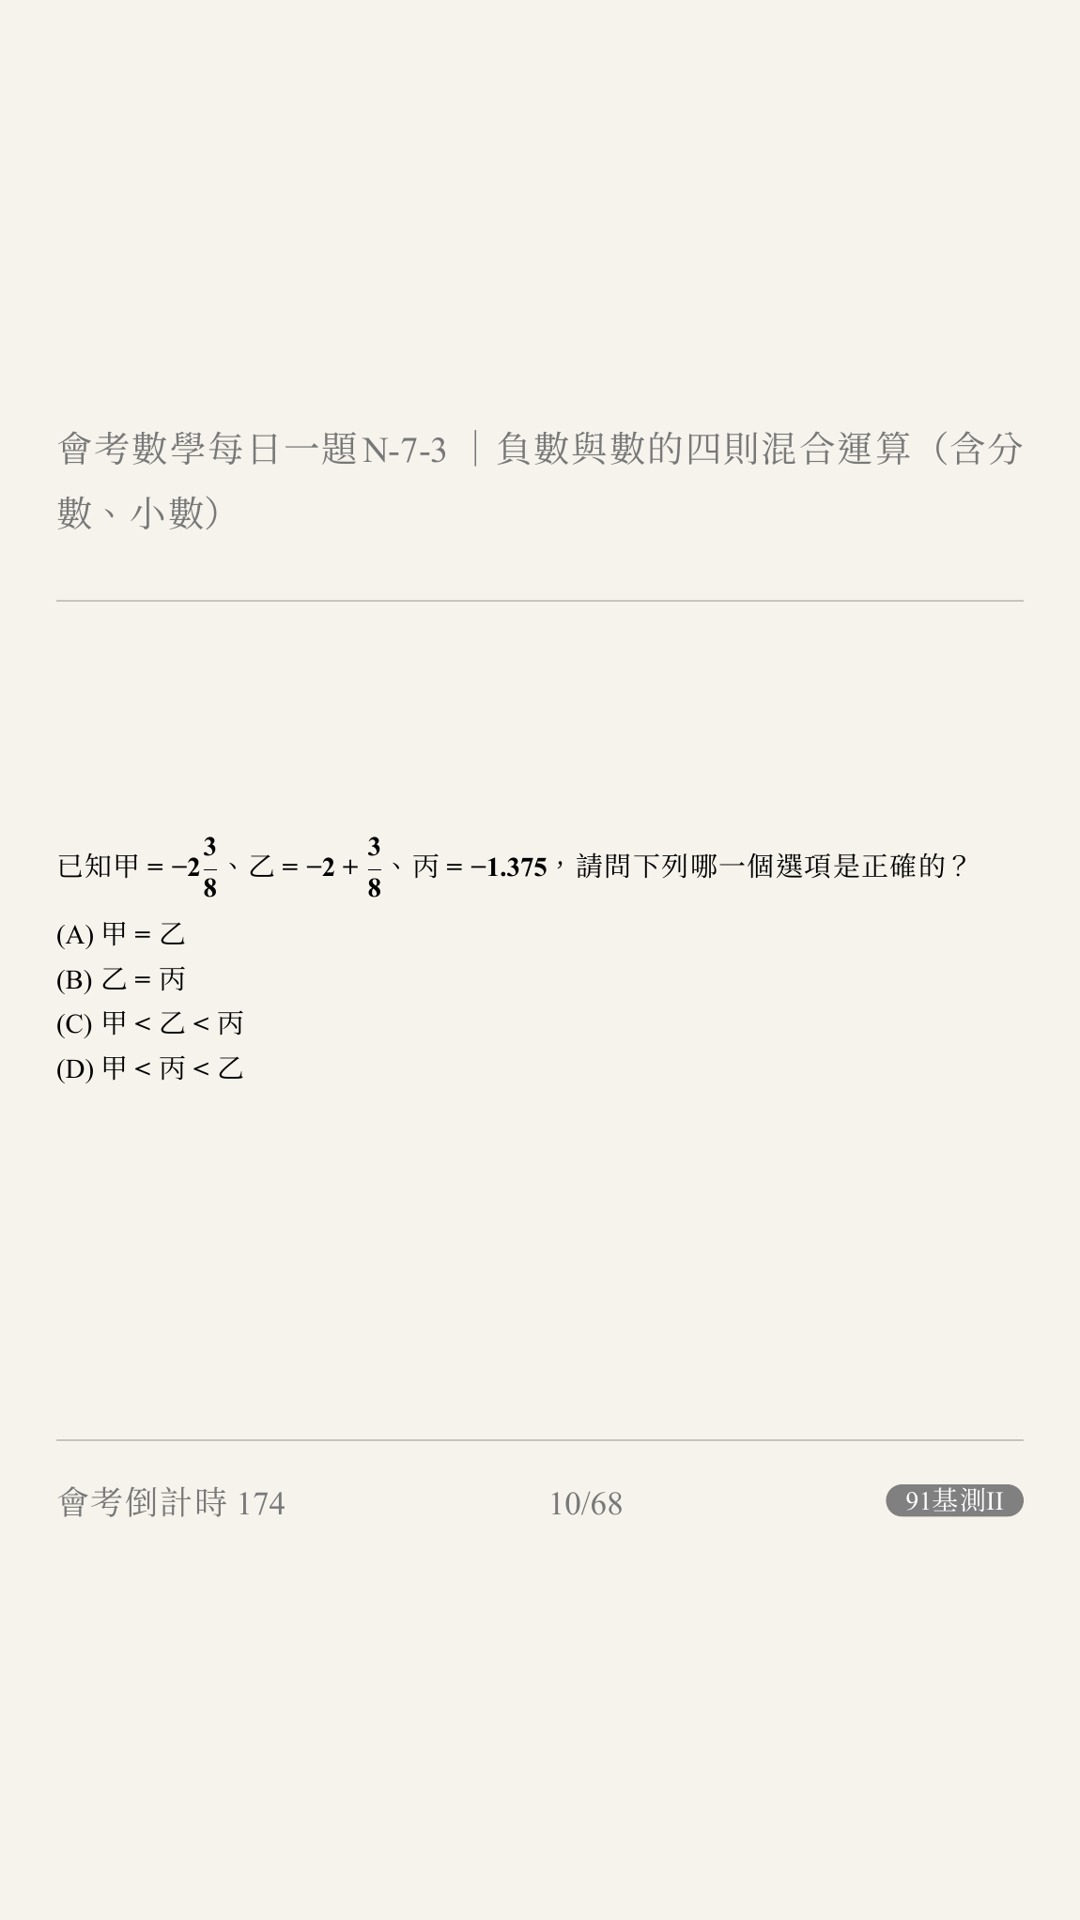 會考數學每日一題N-7-3 ｜負數與數的四則混合運算（含分
數、小數）
已知甲 = −2 3/8、乙 = −2 + 3/8、丙 = −1.375，請問下列哪一個選項是正確的？
(A) 甲 = 乙
(B) 乙 = 丙
(C) 甲 < 乙 < 丙
(D) 甲 < 丙 < 乙
會考倒計時 174 10/68 91基測II